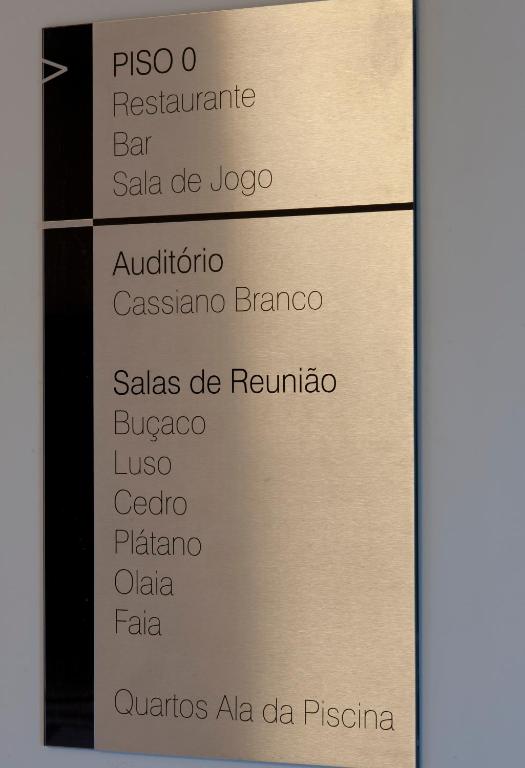 >
PISO 0
Restaurante
Bar
Sala de Jogo
Auditório
Cassiano Branco
Salas de Reunião
Buçaco
Luso
Cedro
Plátano
Olaia
Faia
Quartos Ala da Piscina